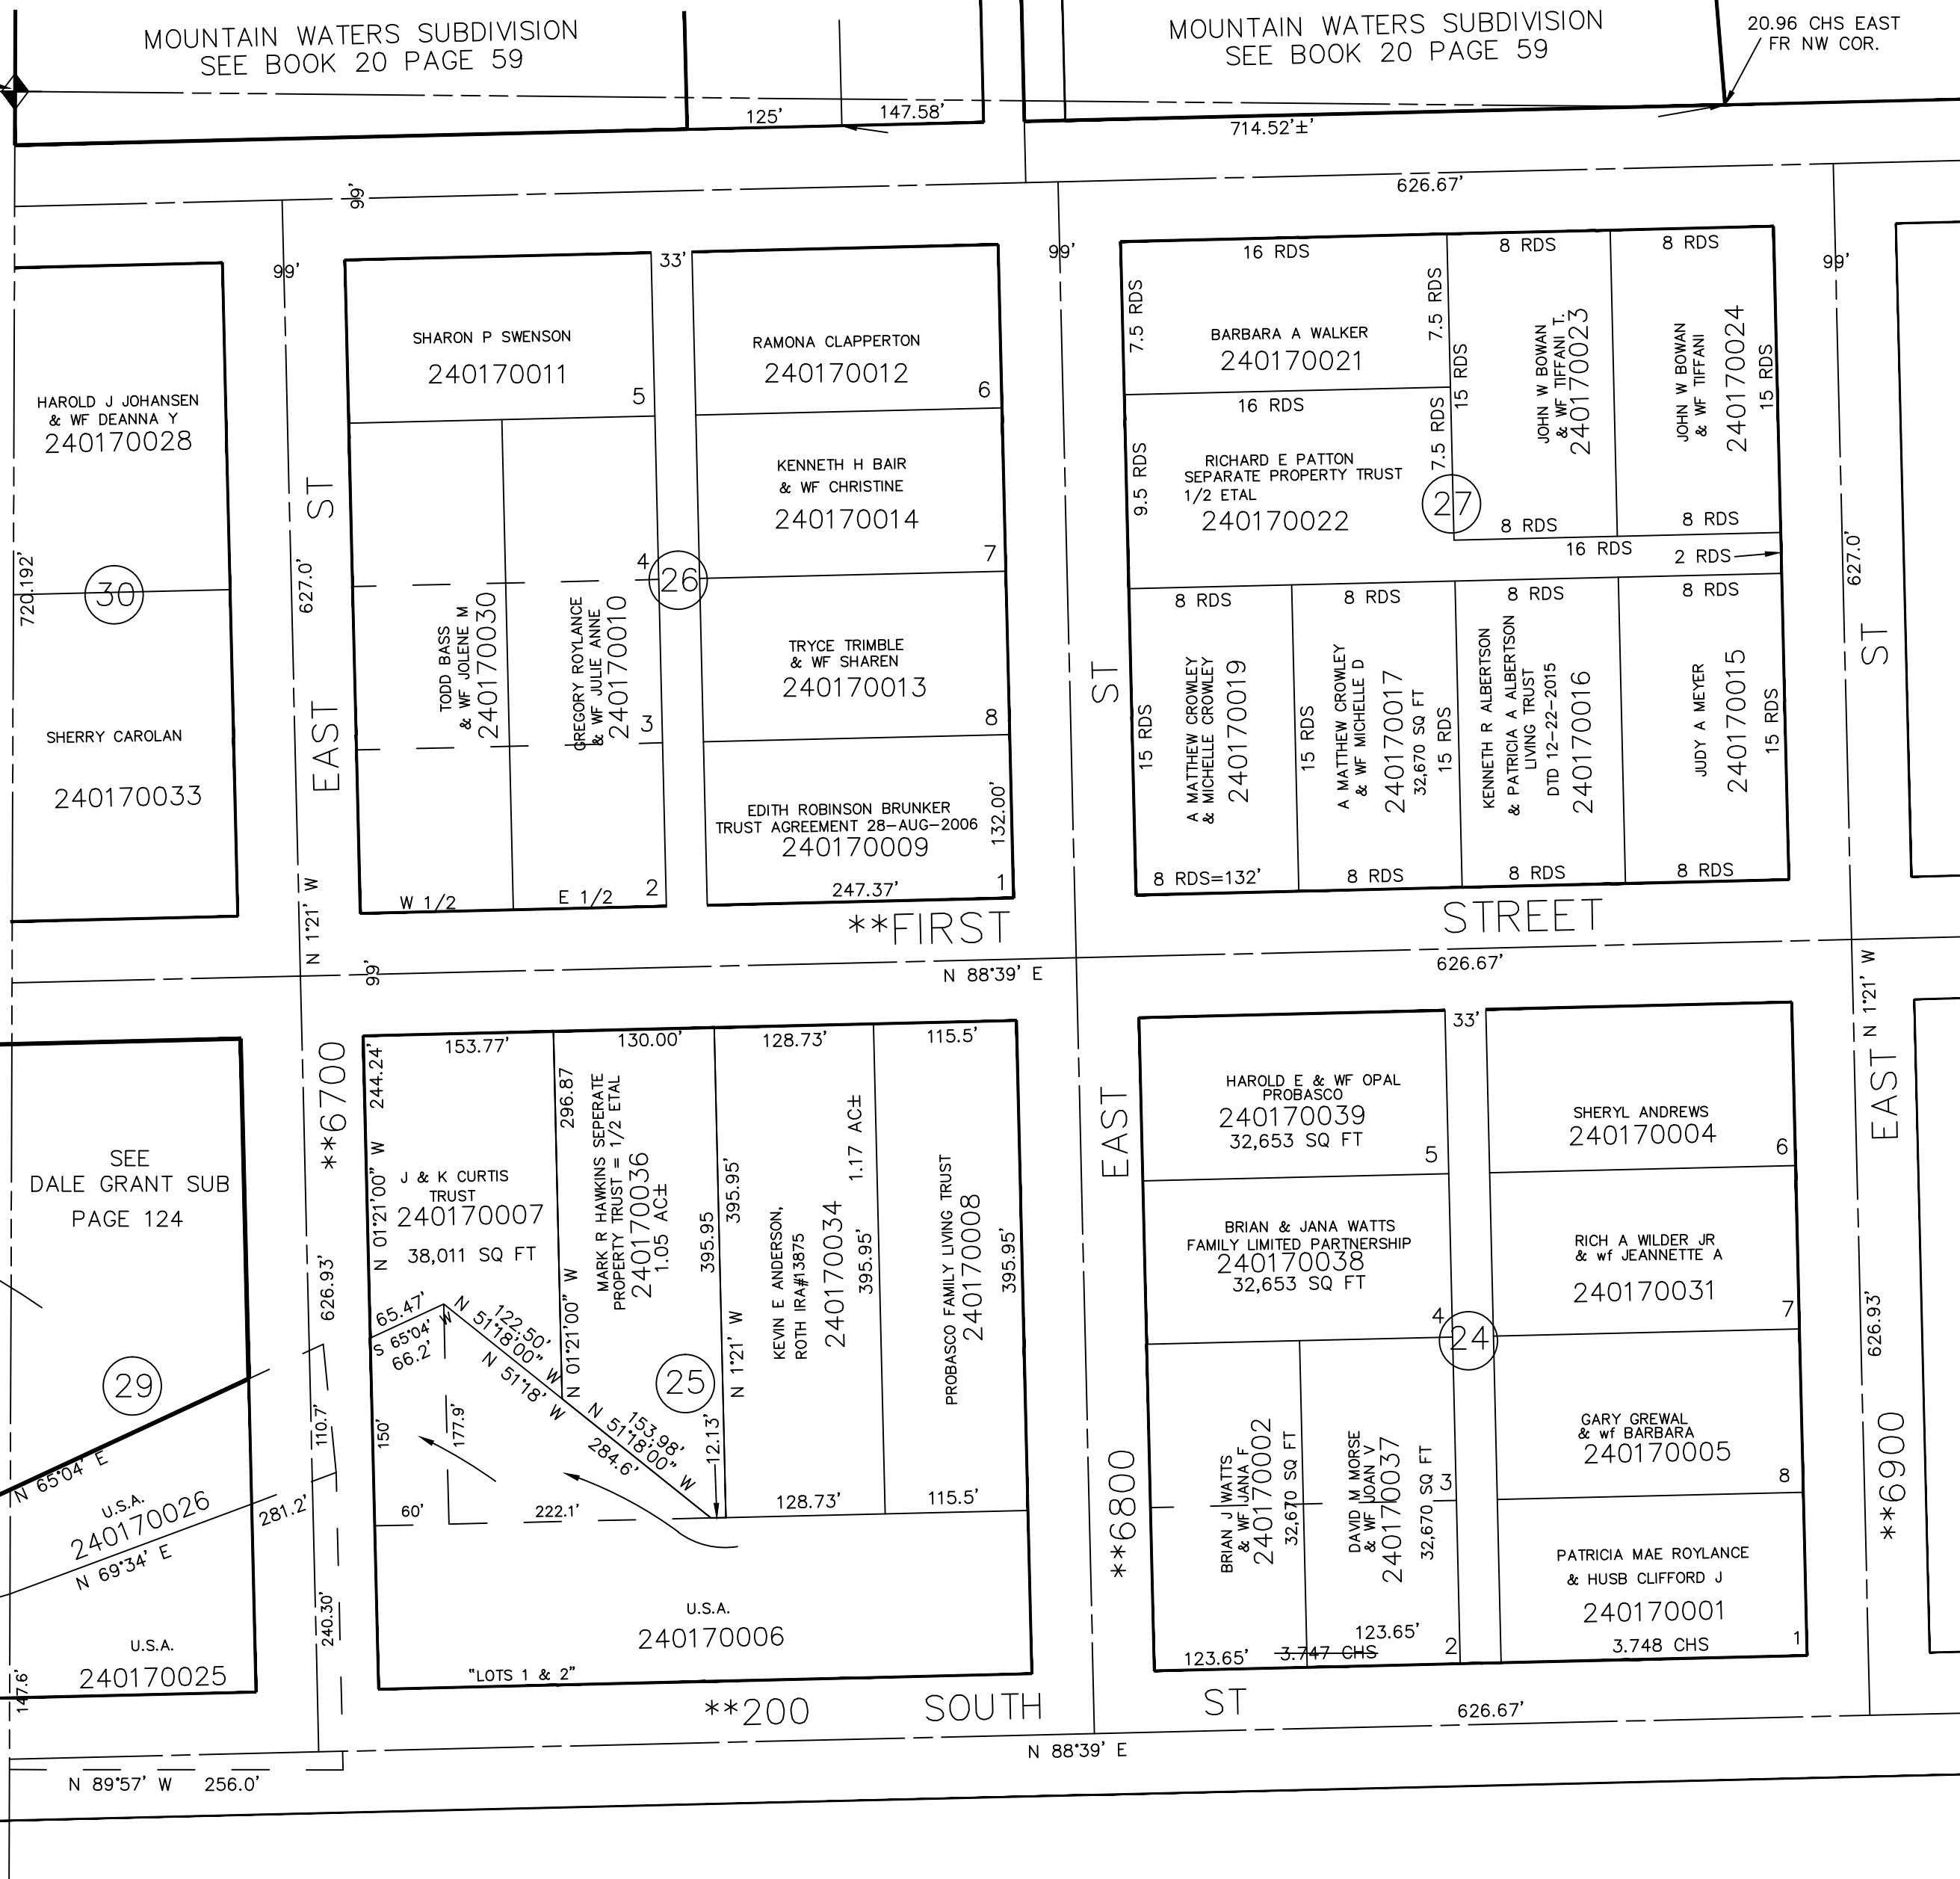 MOUNTAIN WATERS SUBDIVISION
SEE BOOK 20 PAGE 59
MOUNTAIN WATERS SUBDIVISION
SEE BOOK 20 PAGE 59
20.96 CHS EAST
FR NW COR.
125'
147.58'
714.52'±'
99'
626.67'
99'
33'
99'
99'
HAROLD J JOHANSEN
& WF DEANNA Y
240170028
720.192'
30
SHERRY CAROLAN
240170033
EAST ST
627.0'
N 1°21' W
SHARON P SWENSON
240170011
5
RAMONA CLAPPERTON
240170012
6
KENNETH H BAIR
& WF CHRISTINE
240170014
7
4
26
TODD BASS
& WF JOLENE M
240170030
GREGORY ROYLANCE
& WF JULIE ANNE
240170010
3
TRYCE TRIMBLE
& WF SHAREN
240170013
8
EDITH ROBINSON BRUNKER
TRUST AGREEMENT 28-AUG-2006
240170009
132.00'
W 1/2
E 1/2
2
247.37'
1
16 RDS
8 RDS
8 RDS
7.5 RDS
BARBARA A WALKER
240170021
7.5 RDS
15 RDS
JOHN W BOWAN
& WF TIFFANI T.
240170023
JOHN W BOWAN
& WF TIFFANI
240170024
15 RDS
16 RDS
9.5 RDS
RICHARD E PATTON
SEPARATE PROPERTY TRUST
1/2 ETAL
240170022
7.5 RDS
27
8 RDS
8 RDS
16 RDS
2 RDS
8 RDS
8 RDS
8 RDS
8 RDS
ST
15 RDS
A MATTHEW CROWLEY
& MICHELLE CROWLEY
240170019
15 RDS
A MATTHEW CROWLEY
& WF MICHELLE D
240170017
32,670 SQ FT
15 RDS
KENNETH R ALBERTSON
& PATRICIA A ALBERTSON
LIVING TRUST
DTD 12-22-2015
240170016
JUDY A MEYER
240170015
15 RDS
8 RDS=132'
8 RDS
8 RDS
8 RDS
627.0'
ST
**FIRST STREET
99'
N 88°39' E
626.67'
N 1°21' W
SEE
DALE GRANT SUB
PAGE 124
29
N 65°04' E
U.S.A.
240170026
N 69°34' E
281.2'
U.S.A.
240170025
147.6'
**6700
626.93'
110.7'
240.30'
153.77'
130.00'
128.73'
115.5'
244.24'
N 01°21'00" W
J & K CURTIS
TRUST
240170007
38,011 SQ FT
296.87
N 01°21'00" W
MARK R HAWKINS SEPERATE
PROPERTY TRUST = 1/2 ETAL
240170036
1.05 AC±
395.95
395.95'
N 1°21' W
KEVIN E ANDERSON,
ROTH IRA#13875
240170034
1.17 AC±
395.95'
PROBASCO FAMILY LIVING TRUST
240170008
395.95'
65.47'
S 65°04' W
66.2'
122.50'
N 51°18'00" W
N 51°18' W
25
153.98'
N 51°18'00" W
284.6'
12.13'
150'
177.9'
60'
222.1'
128.73'
115.5'
U.S.A.
240170006
"LOTS 1 & 2"
EAST
**6800
33'
HAROLD E & WF OPAL
PROBASCO
240170039
32,653 SQ FT
5
SHERYL ANDREWS
240170004
6
BRIAN & JANA WATTS
FAMILY LIMITED PARTNERSHIP
240170038
32,653 SQ FT
4
RICH A WILDER JR
& wf JEANNETTE A
240170031
7
24
BRIAN J WATTS
& WF JANA F
240170002
32,670 SQ FT
DAVID M MORSE
& WF JOAN V
240170037
32,670 SQ FT
3
GARY GREWAL
& wf BARBARA
240170005
8
PATRICIA MAE ROYLANCE
& HUSB CLIFFORD J
240170001
123.65'
3.747 CHS
123.65'
2
3.748 CHS
1
EAST
626.93'
**6900
**200 SOUTH ST
626.67'
N 88°39' E
N 89°57' W 256.0'